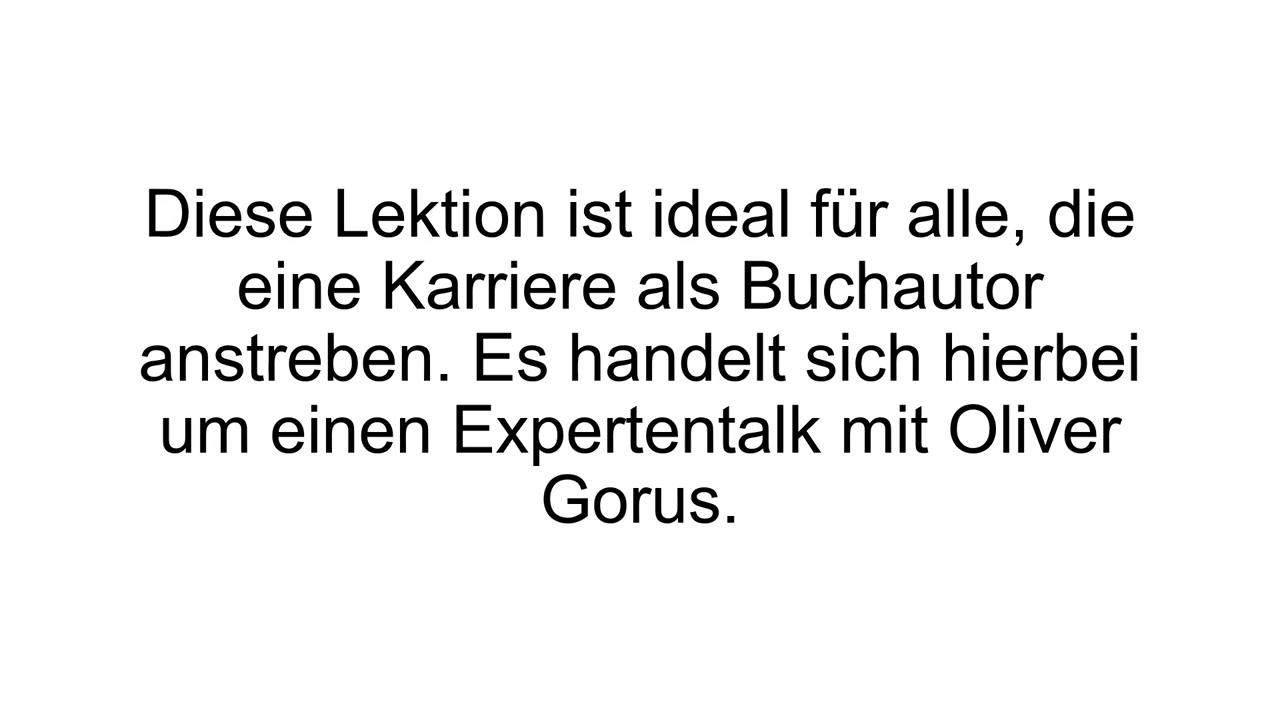 Diese Lektion ist ideal für alle, die
eine Karriere als Buchautor
anstreben. Es handelt sich hierbei
um einen Expertentalk mit Oliver
Gorus.